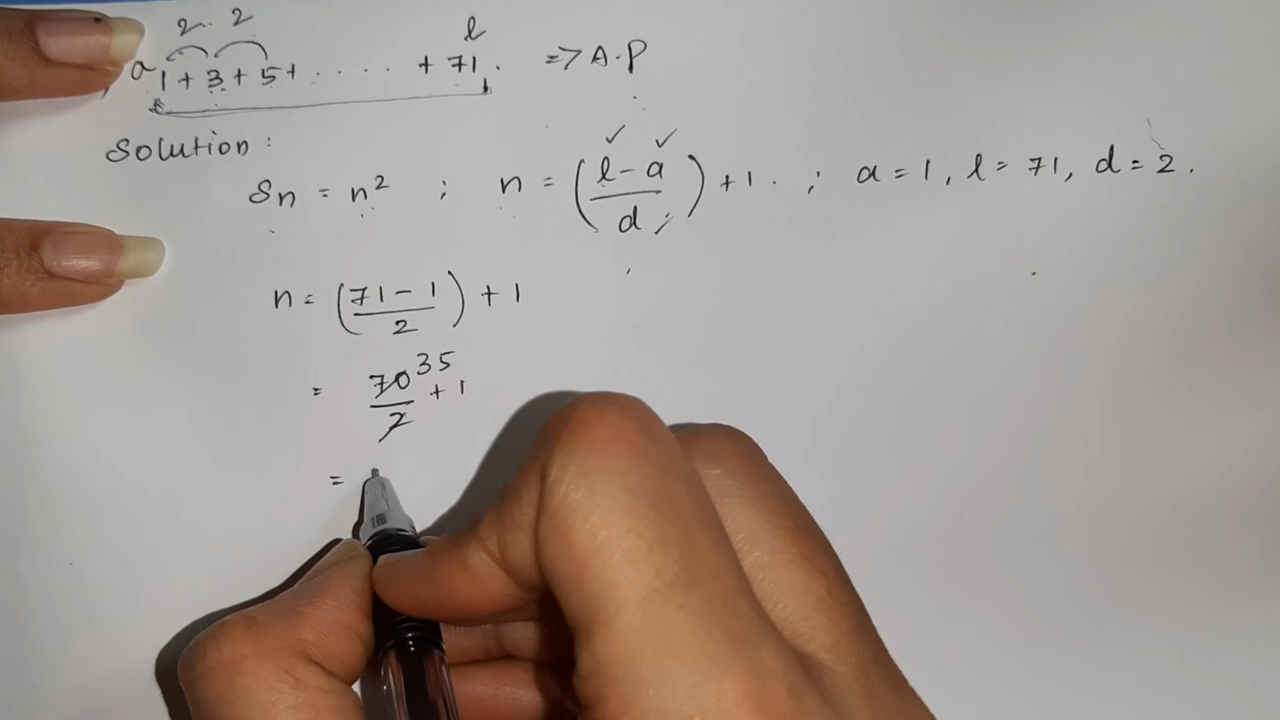 2 2 l
a 1 + 3 + 5 + . . . . . + 71 . => A.P
Solution :
Sn = n² ; n = ( l - a / d ) + 1 . ; a = 1, l = 71, d = 2 .
n = ( 71 - 1 / 2 ) + 1
= 70 / 2 35 + 1
=